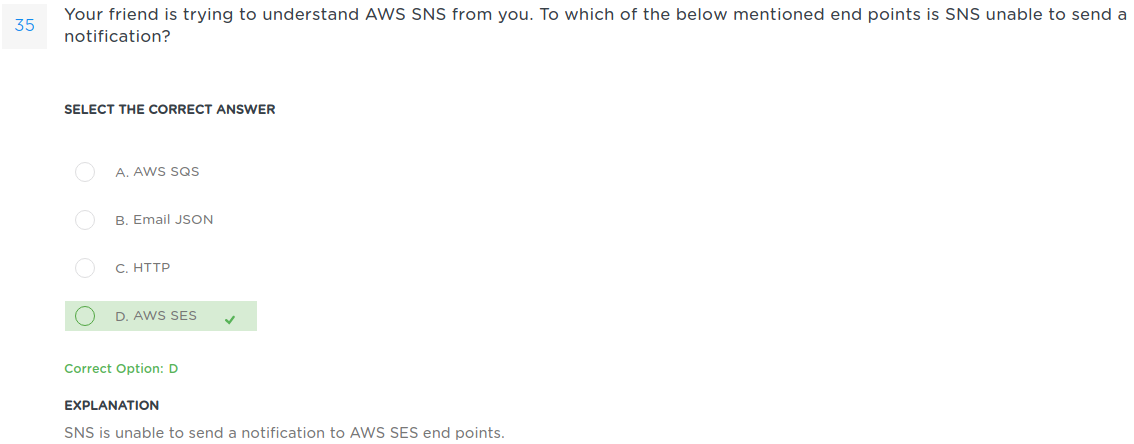 35
Your friend is trying to understand AWS SNS from you. To which of the below mentioned end points is SNS unable to send a
notification?
SELECT THE CORRECT ANSWER
A. AWS SQS
B. Email JSON
C. HTTP
D. AWS SES
Correct Option: D
EXPLANATION
SNS is unable to send a notification to AWS SES end points.